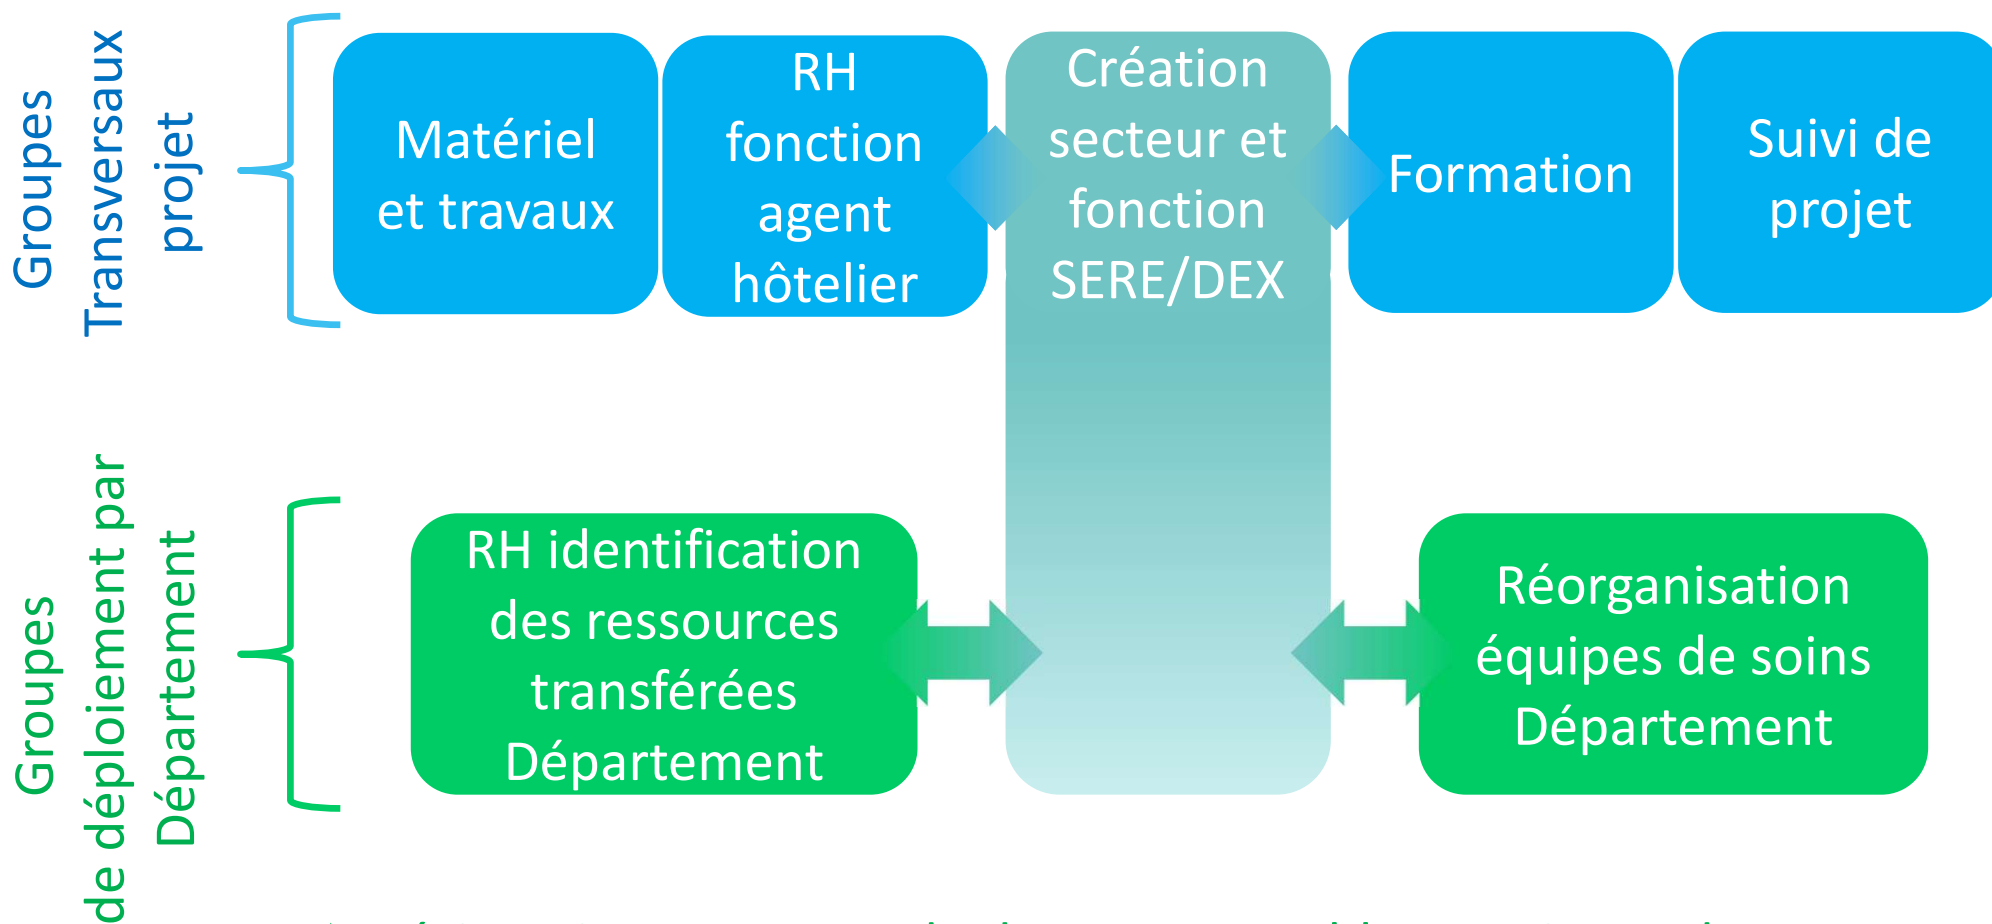 Groupes
Transversaux
projet
Matériel
et travaux
RH
fonction
agent
hôtelier
Création
secteur et
fonction
SERE/DEX
Formation
Suivi de
projet
Groupes
de déploiement par
Département
RH identification
des ressources
transférées
Département
Réorganisation
équipes de soins
Département